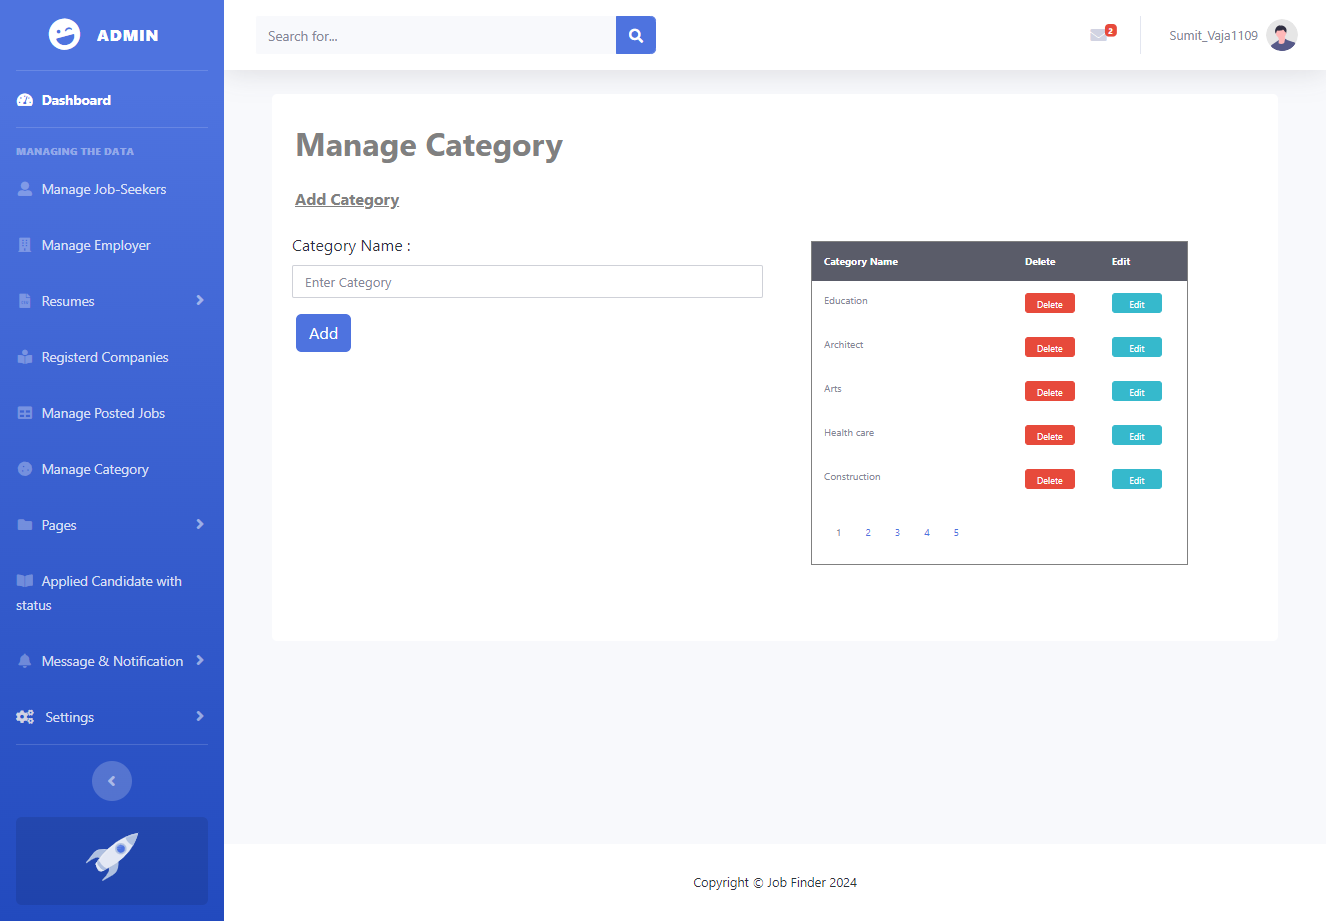 ADMIN
Dashboard
MANAGING THE DATA
Manage Job-Seekers
Manage Employer
Resumes
Registerd Companies
Manage Posted Jobs
Manage Category
Pages
Applied Candidate with
status
Message & Notification
Settings
Search for...
2
Sumit_Vaja1109
Manage Category
Add Category
Category Name :
Enter Category
Add
Category Name Delete Edit
Education Delete Edit
Architect Delete Edit
Arts Delete Edit
Health care Delete Edit
Construction Delete Edit
1 2 3 4 5
Copyright © Job Finder 2024